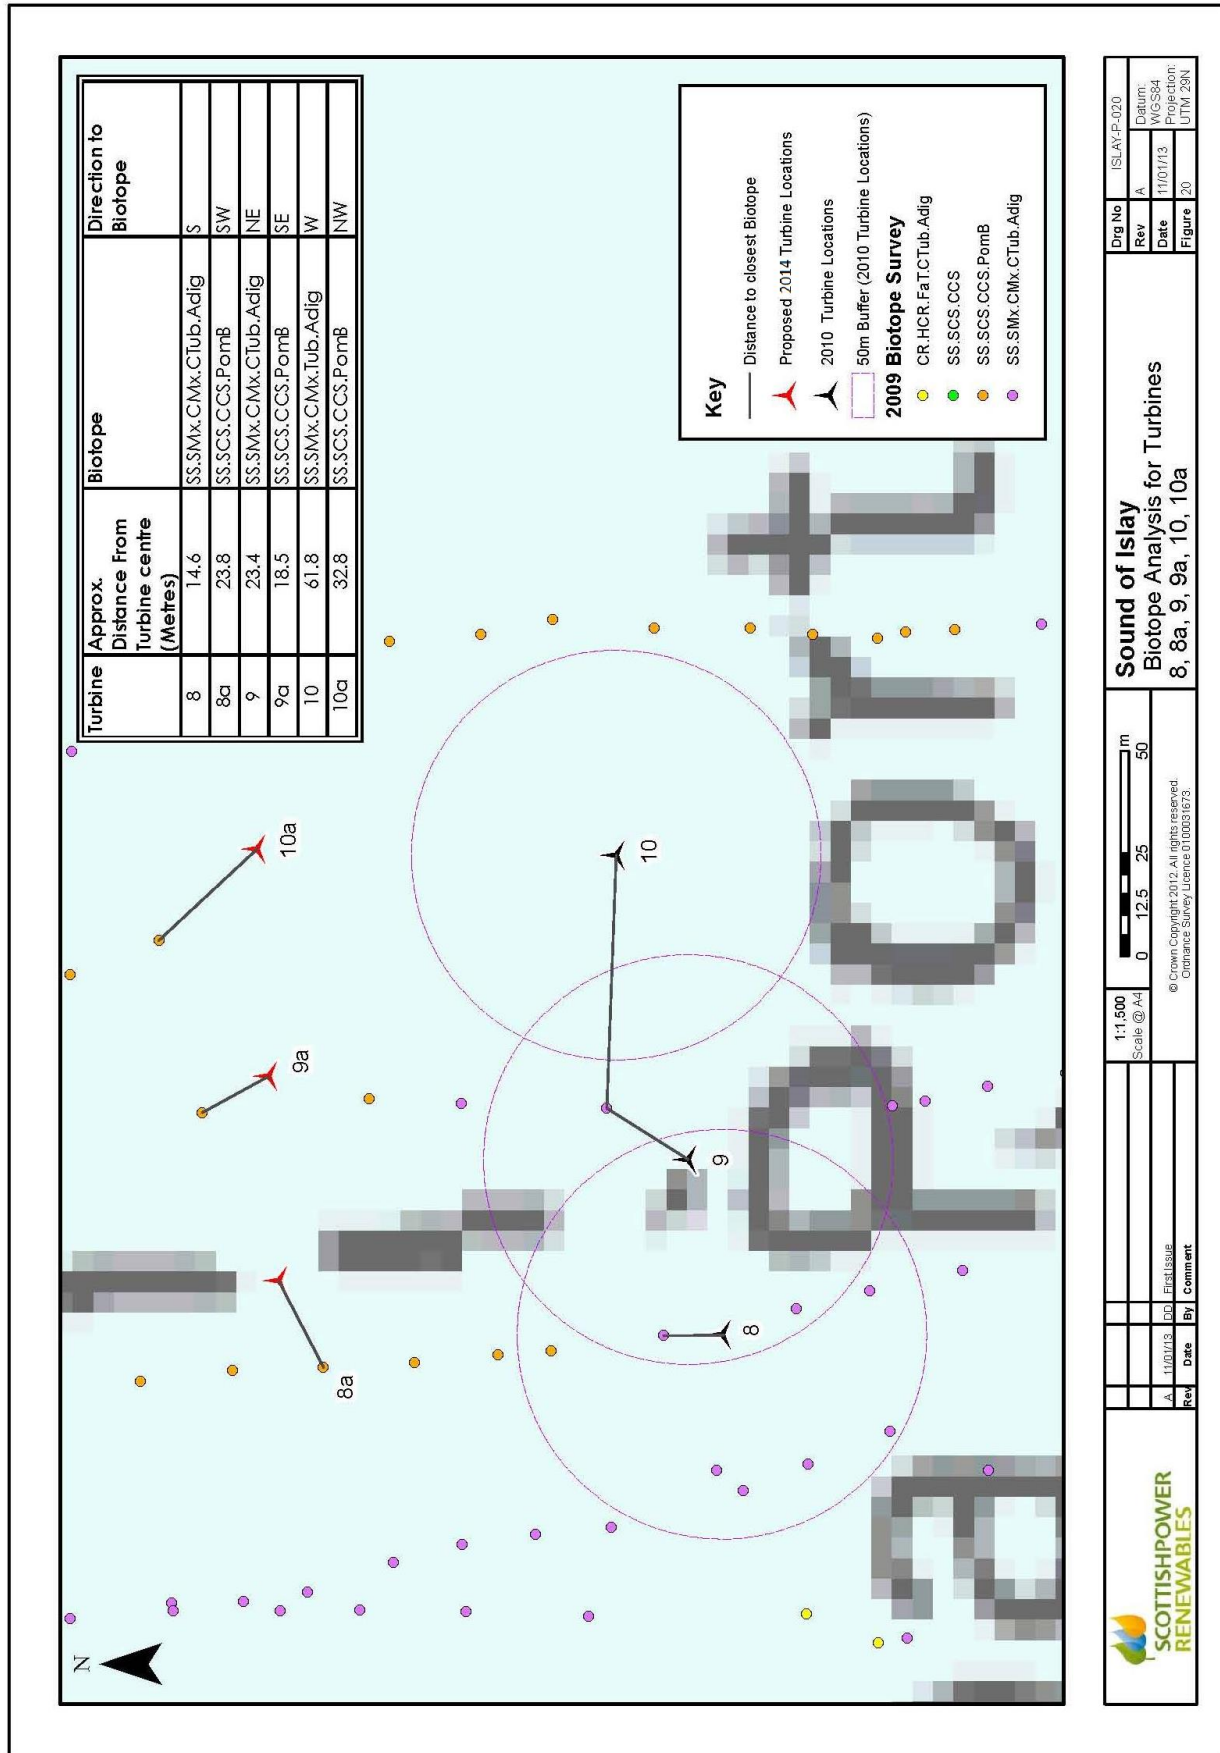 Turbine Approx. Distance From Turbine centre (Metres) Biotope Direction to Biotope
8 14.6 SS.SMx.CMx.CTub.Adig S
8a 23.8 SS.SCS.CCS.PomB SW
9 23.4 SS.SMx.CMx.CTub.Adig NE
9a 18.5 SS.SCS.CCS.PomB SE
10 61.8 SS.SMx.CMx.Tub.Adig W
10a 32.8 SS.SCS.CCS.PomB NW
N
8a
9a
10a
8
9
10
Port
a
Key
Distance to closest Biotope
Proposed 2014 Turbine Locations
2010 Turbine Locations
50m Buffer (2010 Turbine Locations)
2009 Biotope Survey
CR.HCR.FaT.CTub.Adig
SS.SCS.CCS
SS.SCS.CCS.PomB
SS.SMx.CMx.CTub.Adig
SCOTTISHPOWER
RENEWABLES
A 11/01/13 DD First Issue
Rev Date By Comment
1:1,500
Scale @ A4
0 12.5 25 50 m
© Crown Copyright 2012. All rights reserved.
Ordnance Survey Licence 0100031673.
Sound of Islay
Biotope Analysis for Turbines
8, 8a, 9, 9a, 10, 10a
Drg No ISLAY-P-020
Rev A
Date 11/01/13
Figure 20
Datum:
WGS84
Projection:
UTM 29N